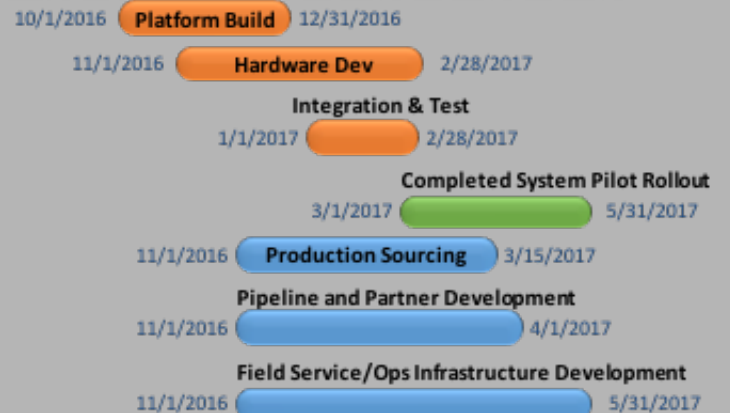 10/1/2016 Platform Build 12/31/2016
11/1/2016 Hardware Dev 2/28/2017
Integration & Test
1/1/2017 2/28/2017
Completed System Pilot Rollout
3/1/2017 5/31/2017
11/1/2016 Production Sourcing 3/15/2017
Pipeline and Partner Development
11/1/2016 4/1/2017
Field Service/Ops Infrastructure Development
11/1/2016 5/31/2017